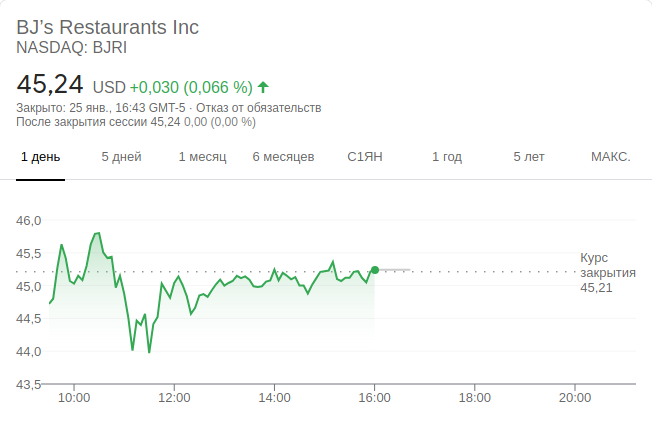 BJ's Restaurants Inc
NASDAQ: BJRI
45,24 USD +0,030 (0,066 %)
Закрыто: 25 янв., 16:43 GMT-5 · Отказ от обязательств
После закрытия сессии 45,24 0,00 (0,00 %)
1 день 5 дней 1 месяц 6 месяцев С1ЯН 1 год 5 лет МАКС.
46,0
45,5
45,0
44,5
44,0
43,5
Курс
закрытия
45,21
10:00 12:00 14:00 16:00 18:00 20:00